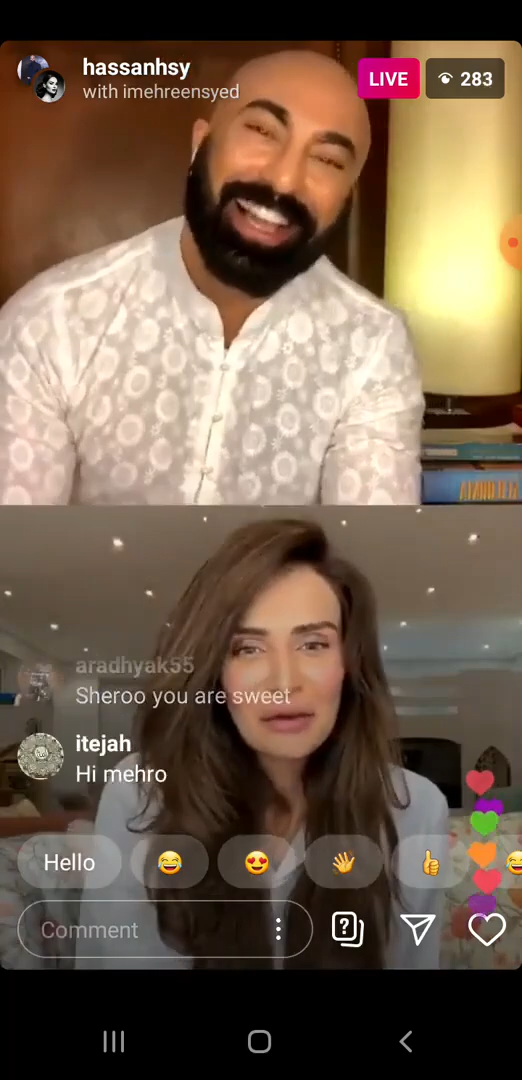 hassanhsy
with imehreensyed
LIVE
283
aradhyak55
Sheroo you are sweet
itejah
Hi mehro
Hello
Comment